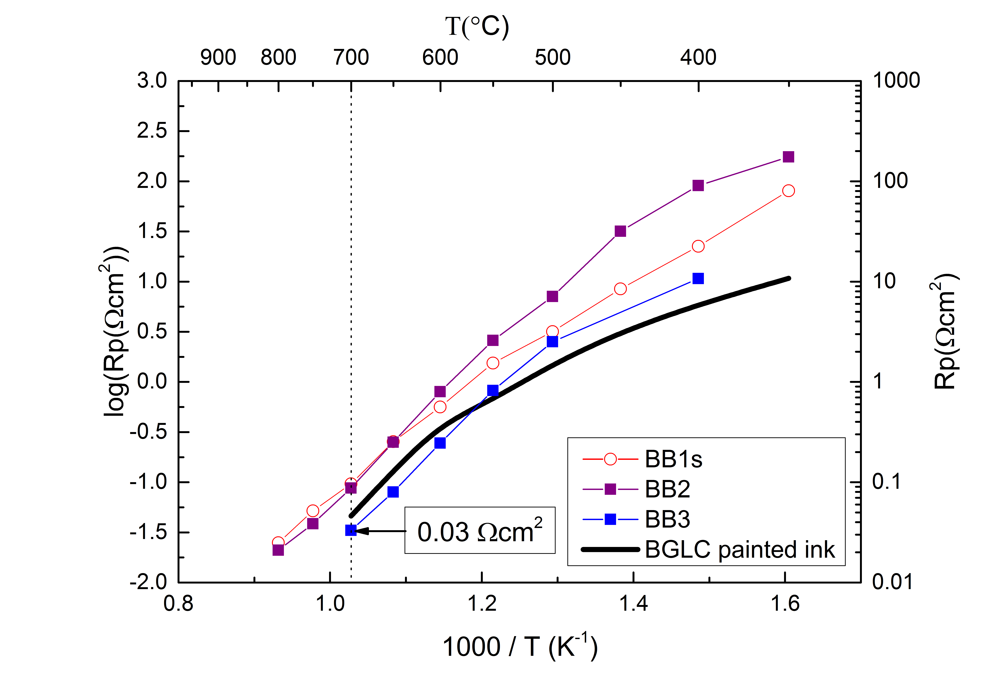 T(°C)
900 800 700 600 500 400
3.0 1000
2.5
2.0 100
1.5
1.0 10
0.5
0.0 1
-0.5
-1.0 0.1
-1.5
-2.0 0.01
log(Rp(Ωcm²))
Rp(Ωcm²)
BB1s
BB2
BB3
BGLC painted ink
0.03 Ωcm²
0.8 1.0 1.2 1.4 1.6
1000 / T (K⁻¹)